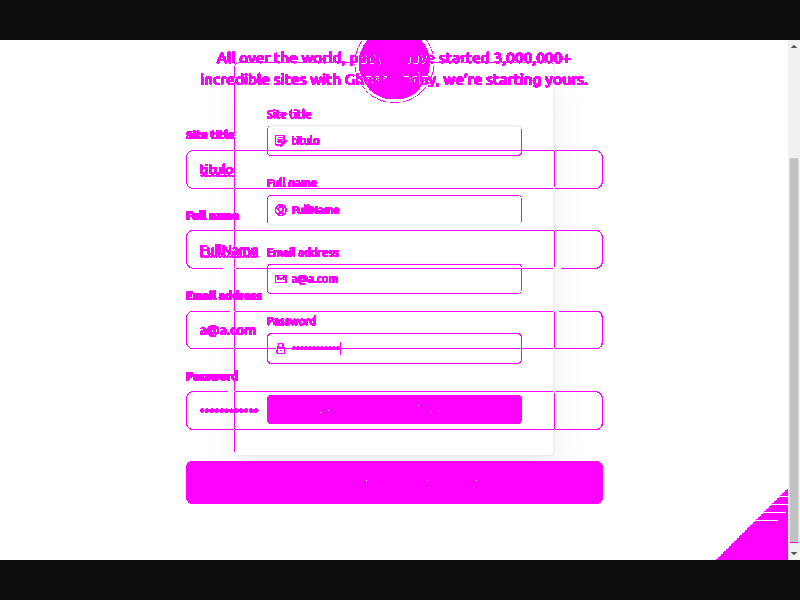 All over the world, people have started 3,000,000+
incredible sites with Ghost. Today, we're starting yours.
Site title
titulo
Site title
titulo
Full name
FullName
Full name
FullName
Email address
a@a.com
Email address
a@a.com
Password
••••••••••••
Password
••••••••••••